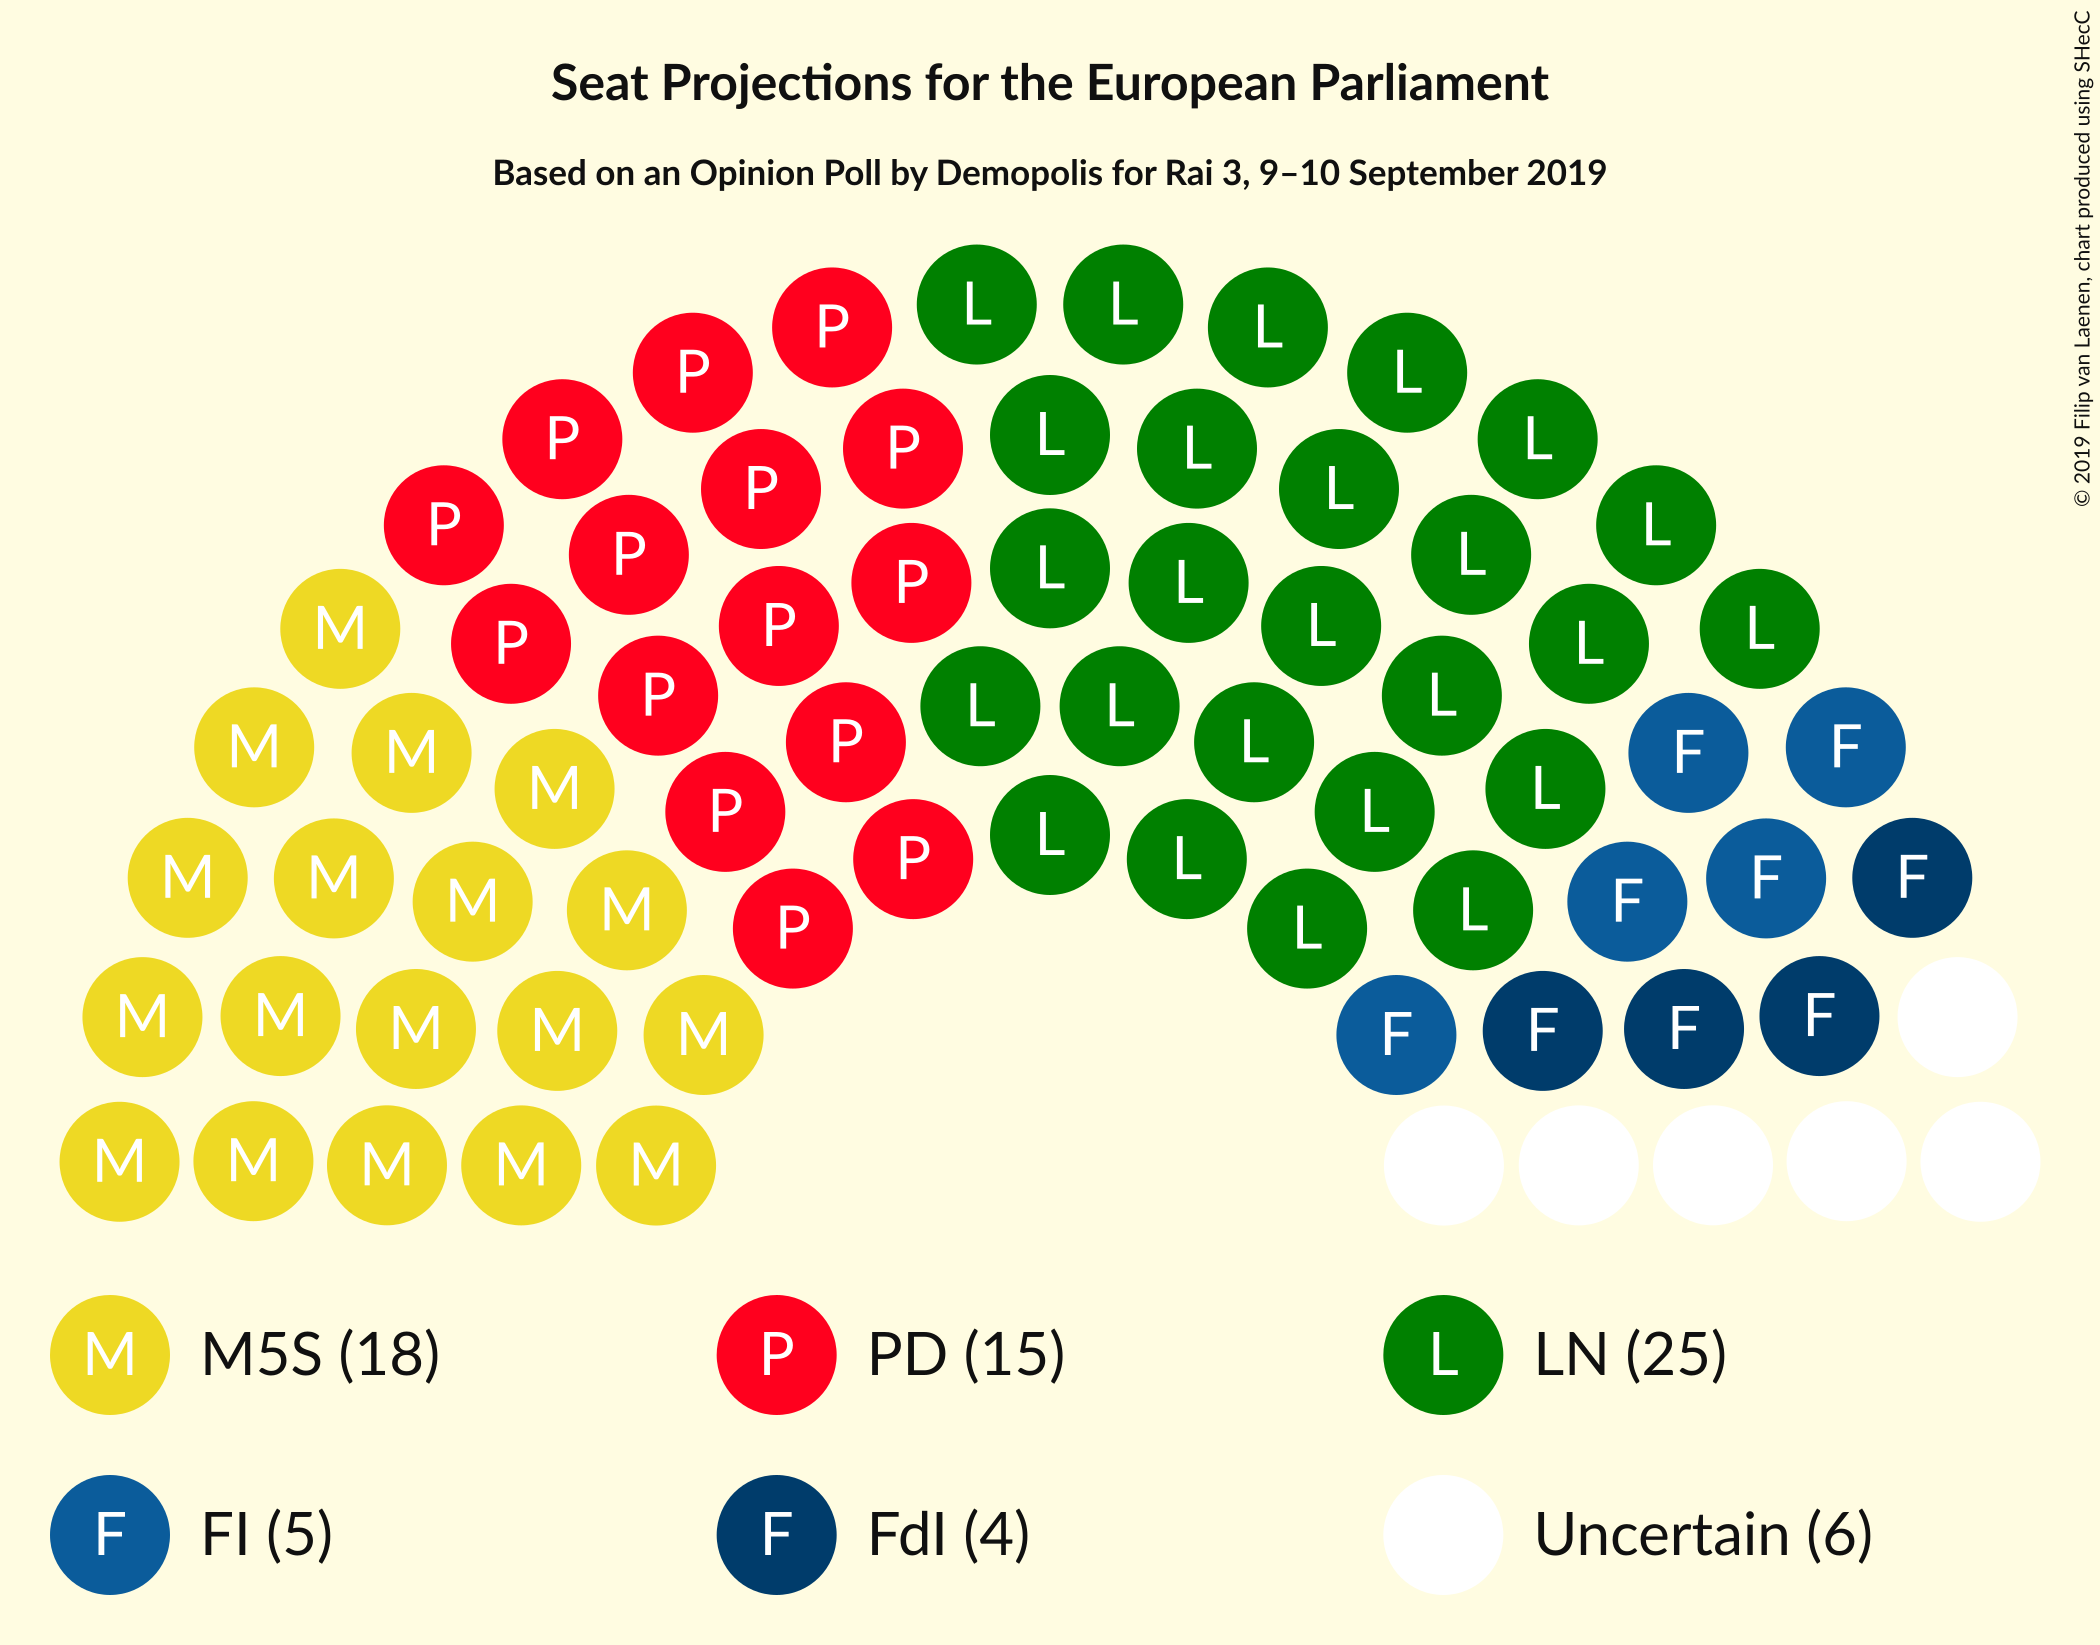 Seat Projections for the European Parliament
Based on an Opinion Poll by Demopolis for Rai 3, 9–10 September 2019
© 2019 Filip van Laenen, chart produced using SHecC
L L
P L
P L
P L
P L
P L
P L
P L
M L
P L
P L
P L
P L
M F
M F
M L
P L
P L
M F
M F
M F
M L
P L
M F
M F
M F
M F
M F
M M M M M
M M5S (18) P PD (15) L LN (25)
F FI (5) F FdI (4) Uncertain (6)